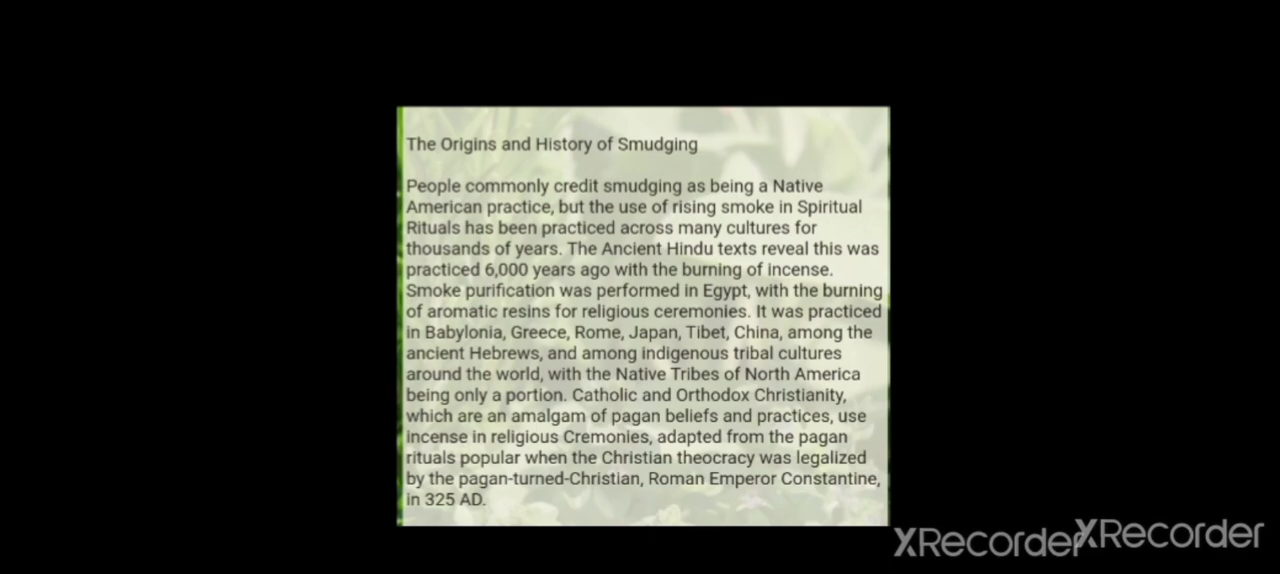 The Origins and History of Smudging
People commonly credit smudging as being a Native
American practice, but the use of rising smoke in Spiritual
Rituals has been practiced across many cultures for
thousands of years. The Ancient Hindu texts reveal this was
practiced 6,000 years ago with the burning of incense.
Smoke purification was performed in Egypt, with the burning
of aromatic resins for religious ceremonies. It was practiced
in Babylonia, Greece, Rome, Japan, Tibet, China, among the
ancient Hebrews, and among indigenous tribal cultures
around the world, with the Native Tribes of North America
being only a portion. Catholic and Orthodox Christianity,
which are an amalgam of pagan beliefs and practices, use
incense in religious Cremonies, adapted from the pagan
rituals popular when the Christian theocracy was legalized
by the pagan-turned-Christian, Roman Emperor Constantine,
in 325 AD.
XRecorder XRecorder